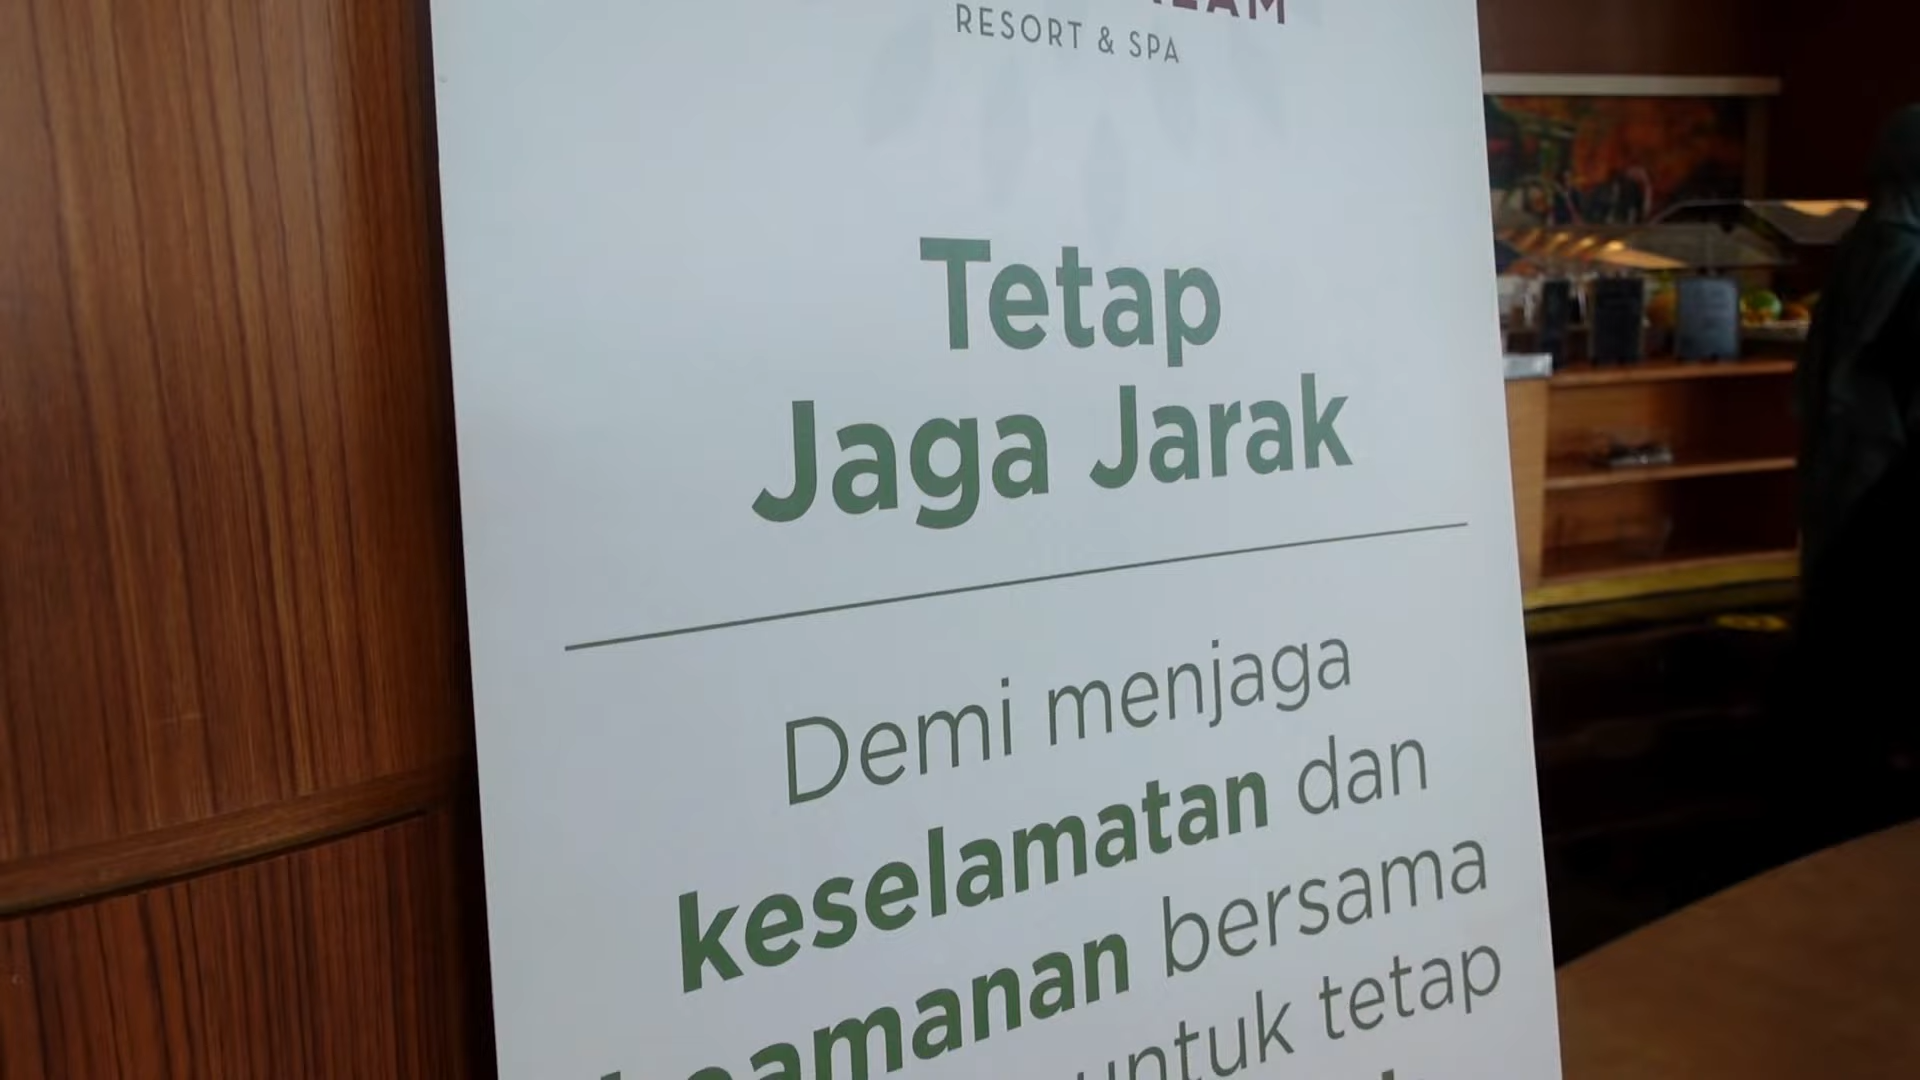 RESORT & SPA
Tetap
Jaga Jarak
Demi menjaga
keselamatan dan
bersama
untuk tetap